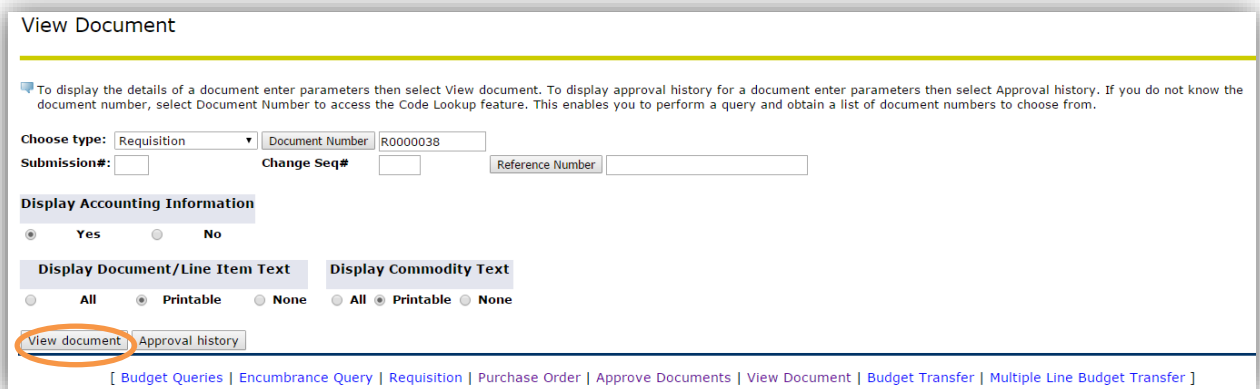 View Document
To display the details of a document enter parameters then select View document. To display approval history for a document enter parameters then select Approval history. If you do not know the
document number, select Document Number to access the Code Lookup feature. This enables you to perform a query and obtain a list of document numbers to choose from.
Choose type: Requisition Document Number R0000038
Submission#: Change Seq# Reference Number
Display Accounting Information
Yes No
Display Document/Line Item Text Display Commodity Text
All Printable None All Printable None
View document Approval history
[ Budget Queries | Encumbrance Query | Requisition | Purchase Order | Approve Documents | View Document | Budget Transfer | Multiple Line Budget Transfer ]